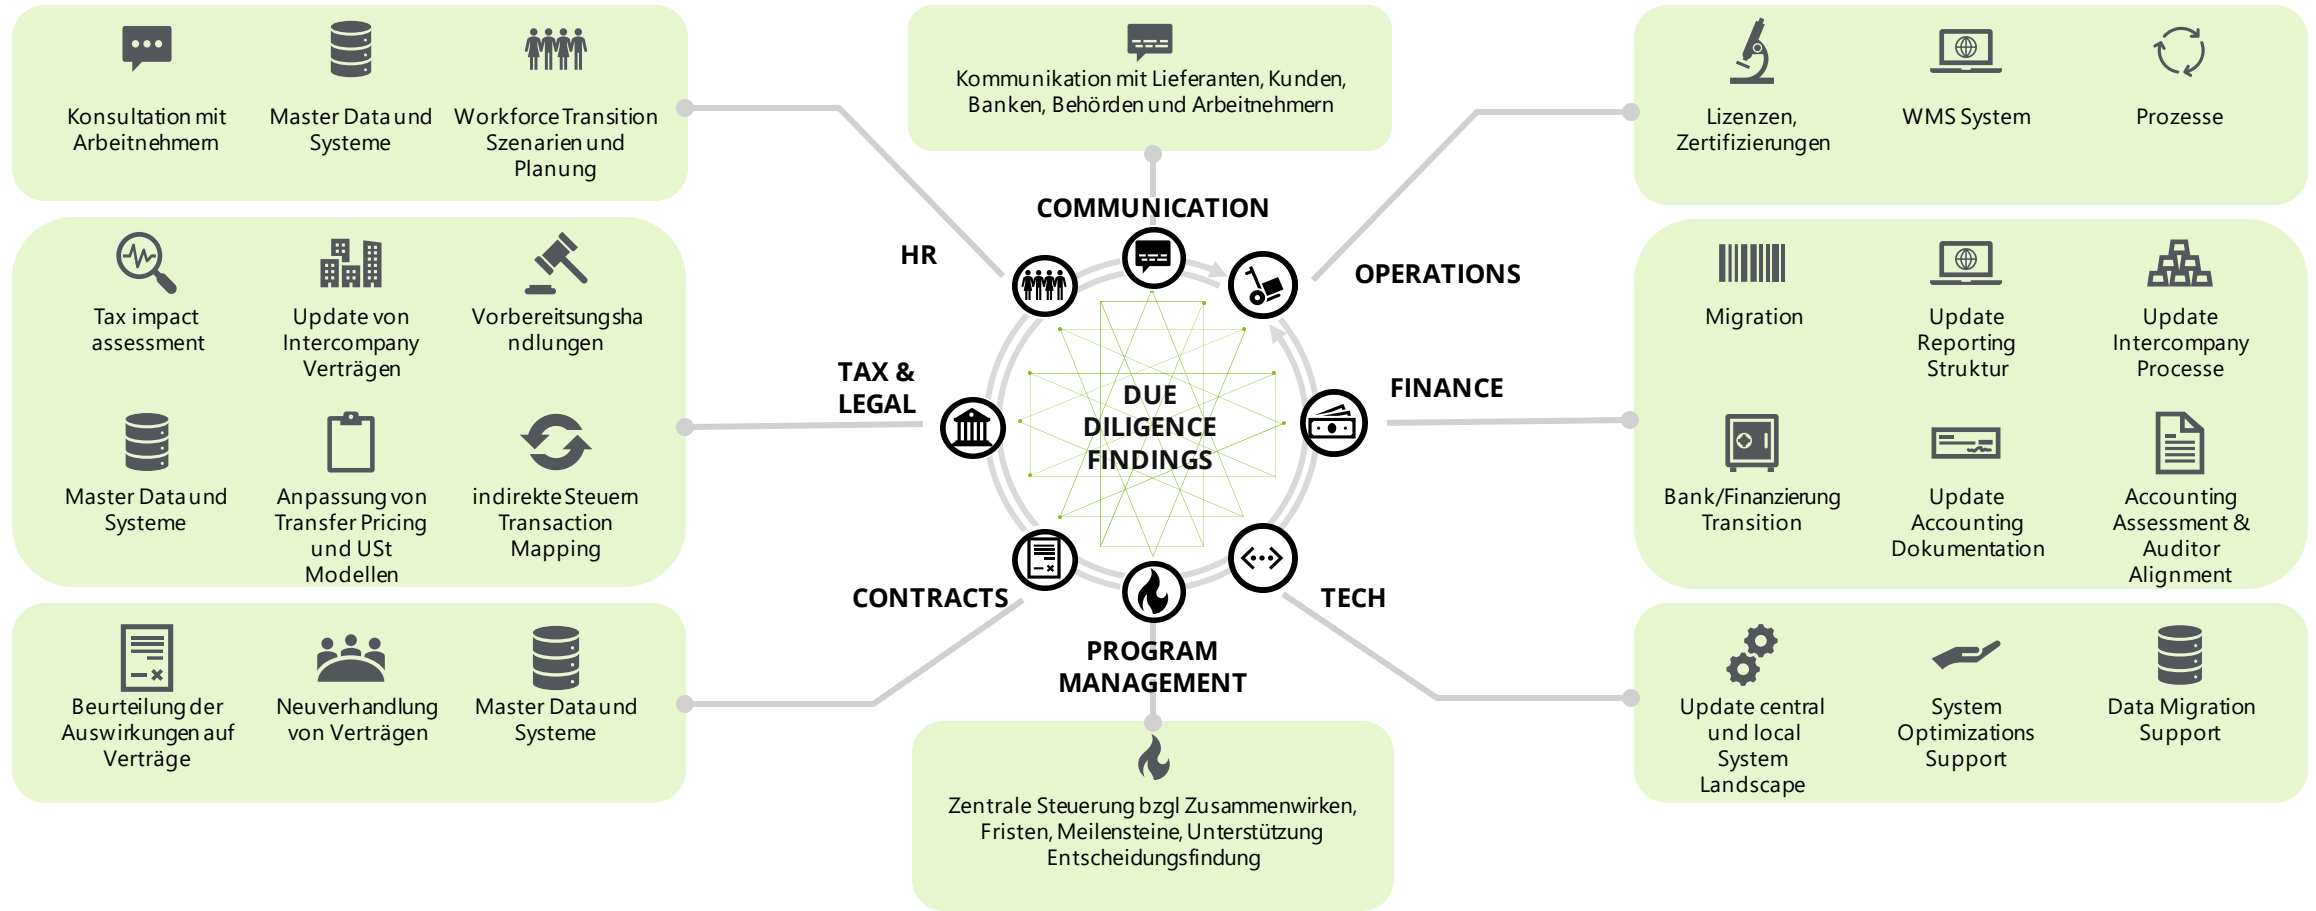 Konsultation mit
Arbeitnehmern
Master Data und
Systeme
Workforce Transition
Szenarien und
Planung
Kommunikation mit Lieferanten, Kunden,
Banken, Behörden und Arbeitnehmern
Lizenzen,
Zertifizierungen
WMS System
Prozesse
COMMUNICATION
HR
OPERATIONS
TAX &
LEGAL
FINANCE
DUE
DILIGENCE
FINDINGS
CONTRACTS
TECH
PROGRAM
MANAGEMENT
Tax impact
assessment
Update von
Intercompany
Verträgen
Vorbereitsungsha
ndlungen
Master Data und
Systeme
Anpassung von
Transfer Pricing
und USt
Modellen
indirekte Steuern
Transaction
Mapping
Migration
Update
Reporting
Struktur
Update
Intercompany
Processe
Bank/Finanzierung
Transition
Update
Accounting
Dokumentation
Accounting
Assessment &
Auditor
Alignment
Beurteilung der
Auswirkungen auf
Verträge
Neuverhandlung
von Verträgen
Master Data und
Systeme
Zentrale Steuerung bzgl Zusammenwirken,
Fristen, Meilensteine, Unterstützung
Entscheidungsfindung
Update central
und local
System
Landscape
System
Optimizations
Support
Data Migration
Support